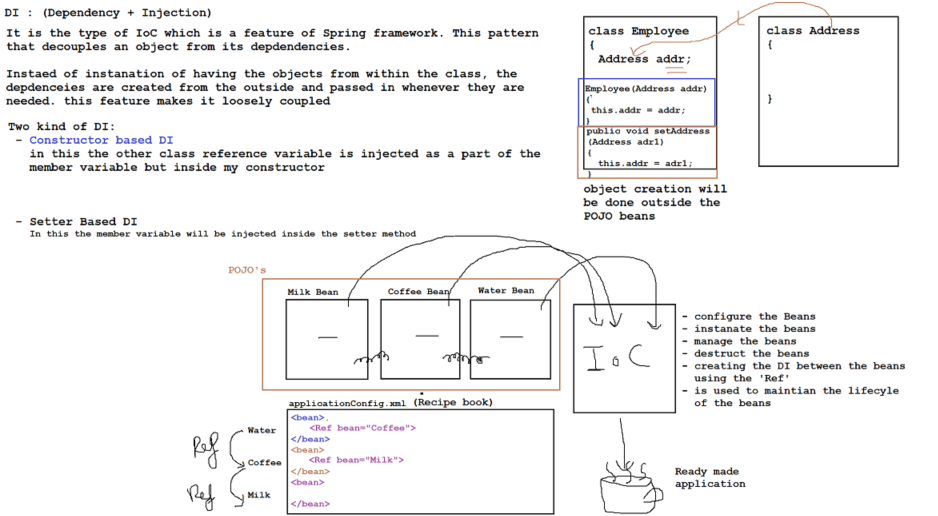 DI : (Dependency + Injection)
It is the type of IoC which is a feature of Spring framework. This pattern
that decouples an object from its depdendencies.
Instaed of instanation of having the objects from within the class, the
depdenceies are created from the outside and passed in whenever they are
needed. this feature makes it loosely coupled
Two kind of DI:
- Constructor based DI
in this the other class reference variable is injected as a part of the
member variable but inside my constructor
- Setter Based DI
In this the member variable will be injected inside the setter method
class Employee
{
Address addr;
Employee(Address addr)
{
this.addr = addr;
}
public void setAddress
(Address adr1)
{
this.addr = adr1;
}
object creation will
be done outside the
POJO beans
class Address
{
}
POJO's
Milk Bean
Coffee Bean
Water Bean
IoC
- configure the Beans
- instanate the beans
- manage the beans
- destruct the beans
- creating the DI between the beans
using the 'Ref'
- is used to maintian the lifecyle
of the beans
applicationConfig.xml (Recipe book)
<bean>.
<Ref bean="Coffee">
</bean>
<bean>
<Ref bean="Milk">
</bean>
<bean>
</bean>
Water
Ref
Coffee
Ref
Milk
Ready made
application